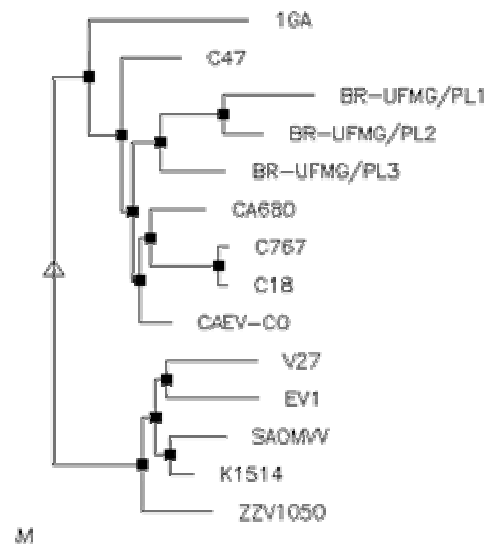 1GA
C47
BR-UFMG/PL1
BR-UFMG/PL2
BR-UFMG/PL3
CA680
C767
C18
CAEV-CO
V27
EV1
SAOMVV
K1514
ZZV1050
M